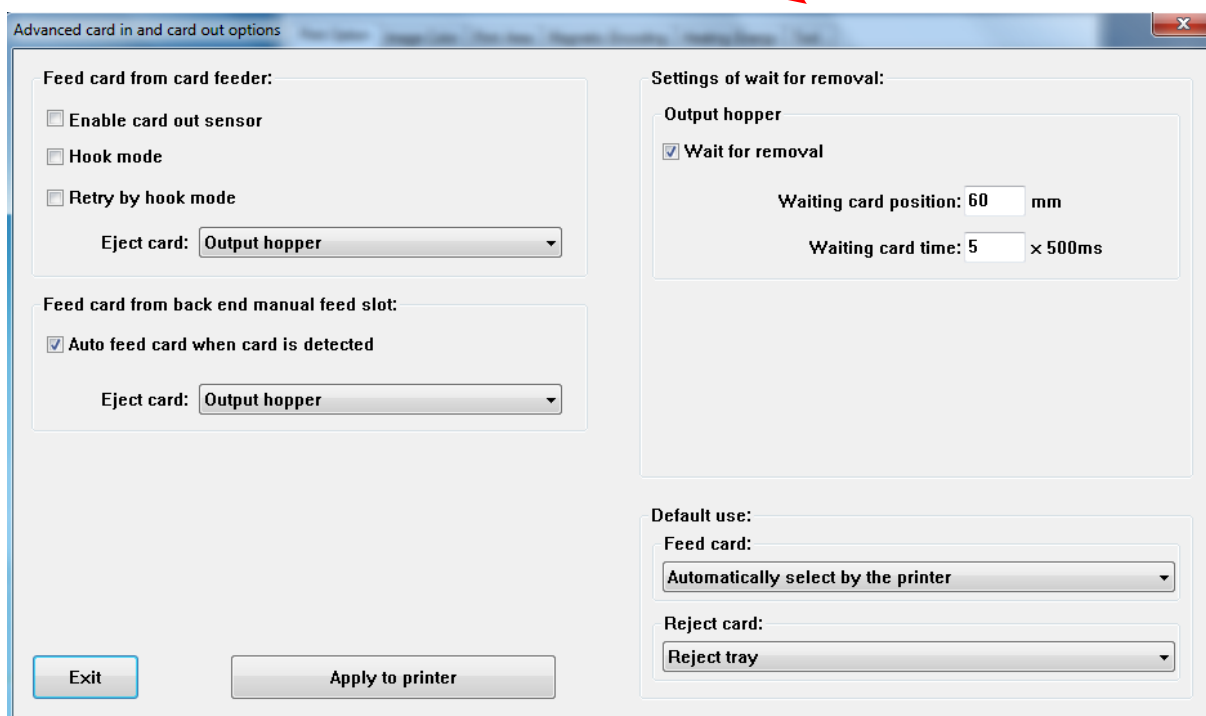 Advanced card in and card out options
Feed card from card feeder:
Enable card out sensor
Hook mode
Retry by hook mode
Eject card: Output hopper
Feed card from back end manual feed slot:
Auto feed card when card is detected
Eject card: Output hopper
Exit
Apply to printer
Settings of wait for removal:
Output hopper
Wait for removal
Waiting card position: 60 mm
Waiting card time: 5 x 500ms
Default use:
Feed card:
Automatically select by the printer
Reject card:
Reject tray